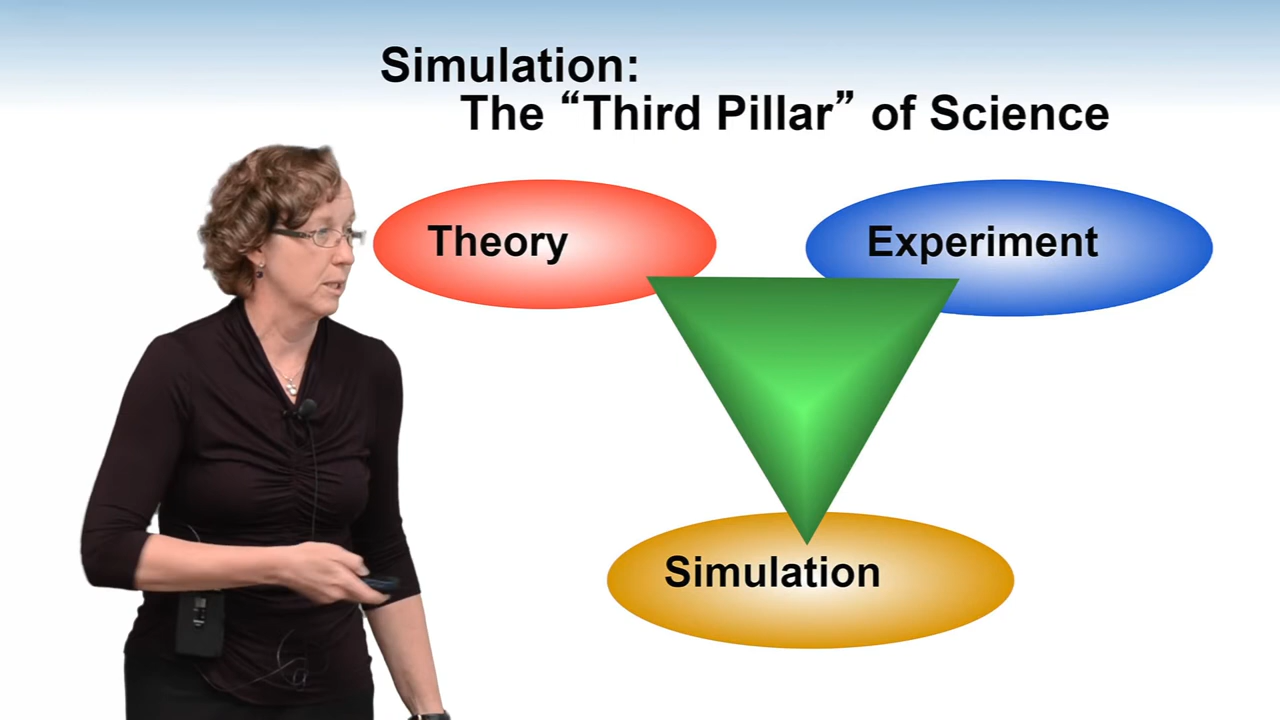 Simulation:
The “Third Pillar” of Science
Theory
Experiment
Simulation